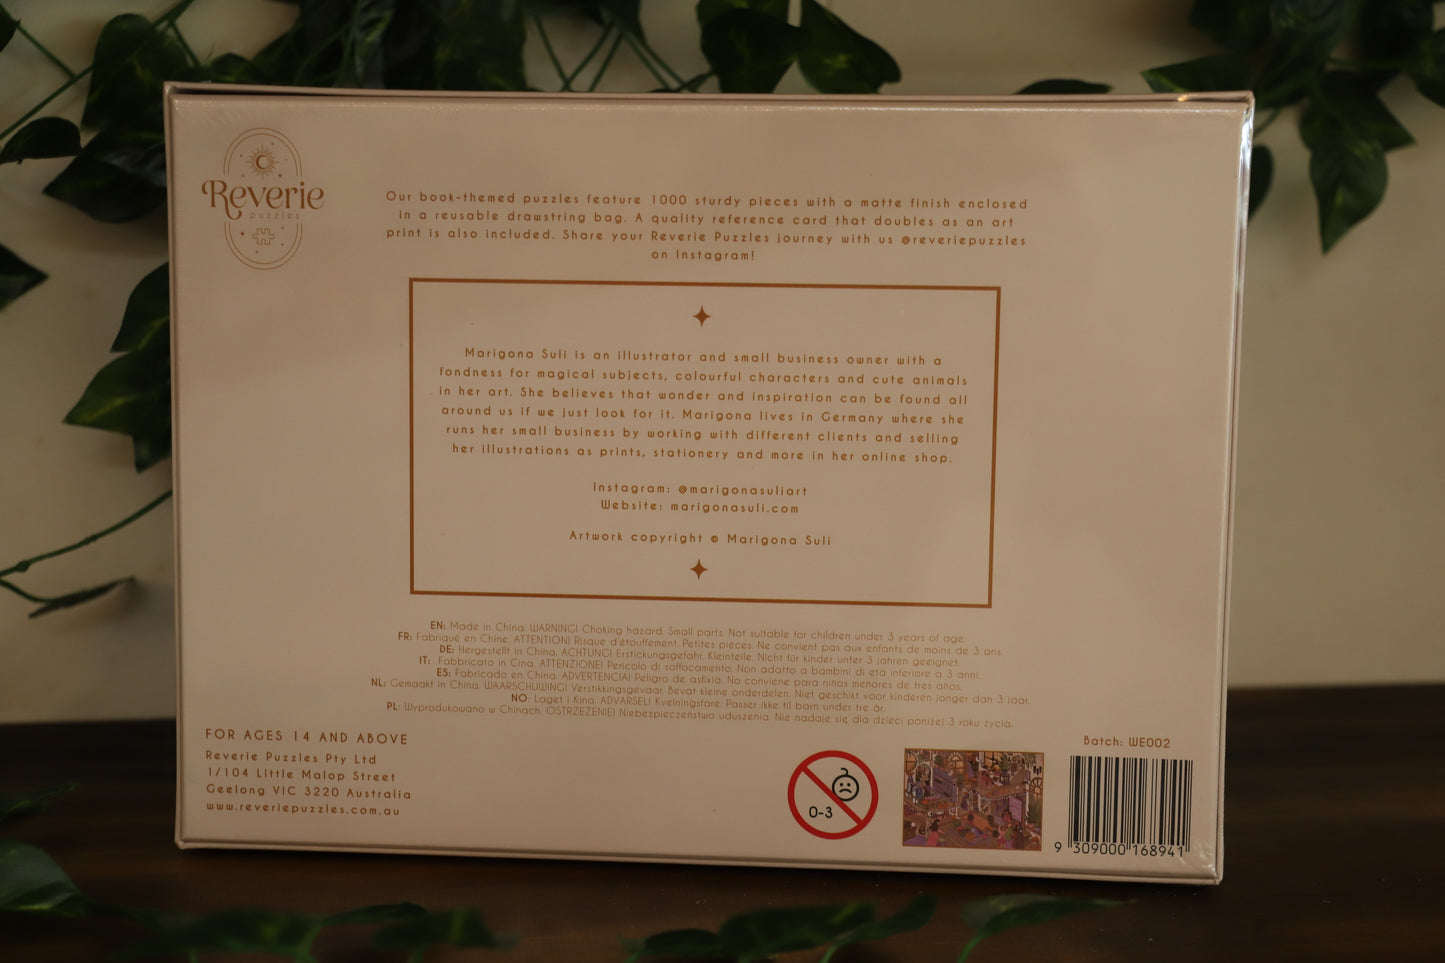 Reverie
puzzles
Our book-themed puzzles feature 1000 sturdy pieces with a matte finish enclosed
in a reusable drawstring bag. A quality reference card that doubles as an art
print is also included. Share your Reverie Puzzles journey with us @reveriepuzzles
on Instagram!
Marigona Suli is an illustrator and small business owner with a
fondness for magical subjects, colourful characters and cute animals
in her art. She believes that wonder and inspiration can be found all
around us if we just look for it. Marigona lives in Germany where she
runs her small business by working with different clients and selling
her illustrations as prints, stationery and more in her online shop.
Instagram: @marigonasuliart
Website: marigonasuli.com
Artwork copyright © Marigona Suli
EN: Made in China. WARNING! Choking hazard. Small parts. Not suitable for children under 3 years of age.
FR: Fabriqué en Chine. ATTENTION! Risque d'étouffement. Petites pieces. Ne convient pas aux enfants de moins de 3 ans.
DE: Hergestellt in China. ACHTUNG! Erstickungsgefahr. Kleinteile. Nicht für kinder unter 3 jahren geeignet.
IT: Fabbricato in Cina. ATTENZIONE! Pericolo di soffocamento. Non adatto a bambini di età inferiore a 3 anni.
ES: Fabricado en China. ADVERTENCIA! Peligro de asfixia. No conviene para ninos menores de tres años.
NL: Gemaakt in China. WAARSCHUWING! Verstikkingsgevaar. Bevat kleine onderdelen. Niet geschikt voor kinderen jonger dan 3 jaar.
NO: Laget i Kina. ADVARSEL! Kvelningsfare. Passer ikke til barn under tre år.
PL: Wyprodukowano w Chinach. OSTRZEZENIE! Niebezpieczeństwo uduszenia. Nie nadaje się dla dzieci poniżej 3 roku życia.
FOR AGES 14 AND ABOVE
Reverie Puzzles Pty Ltd
1/104 Little Malop Street
Geelong VIC 3220 Australia
www.reveriepuzzles.com.au
0-3
Batch: WE002
9 309000 168941